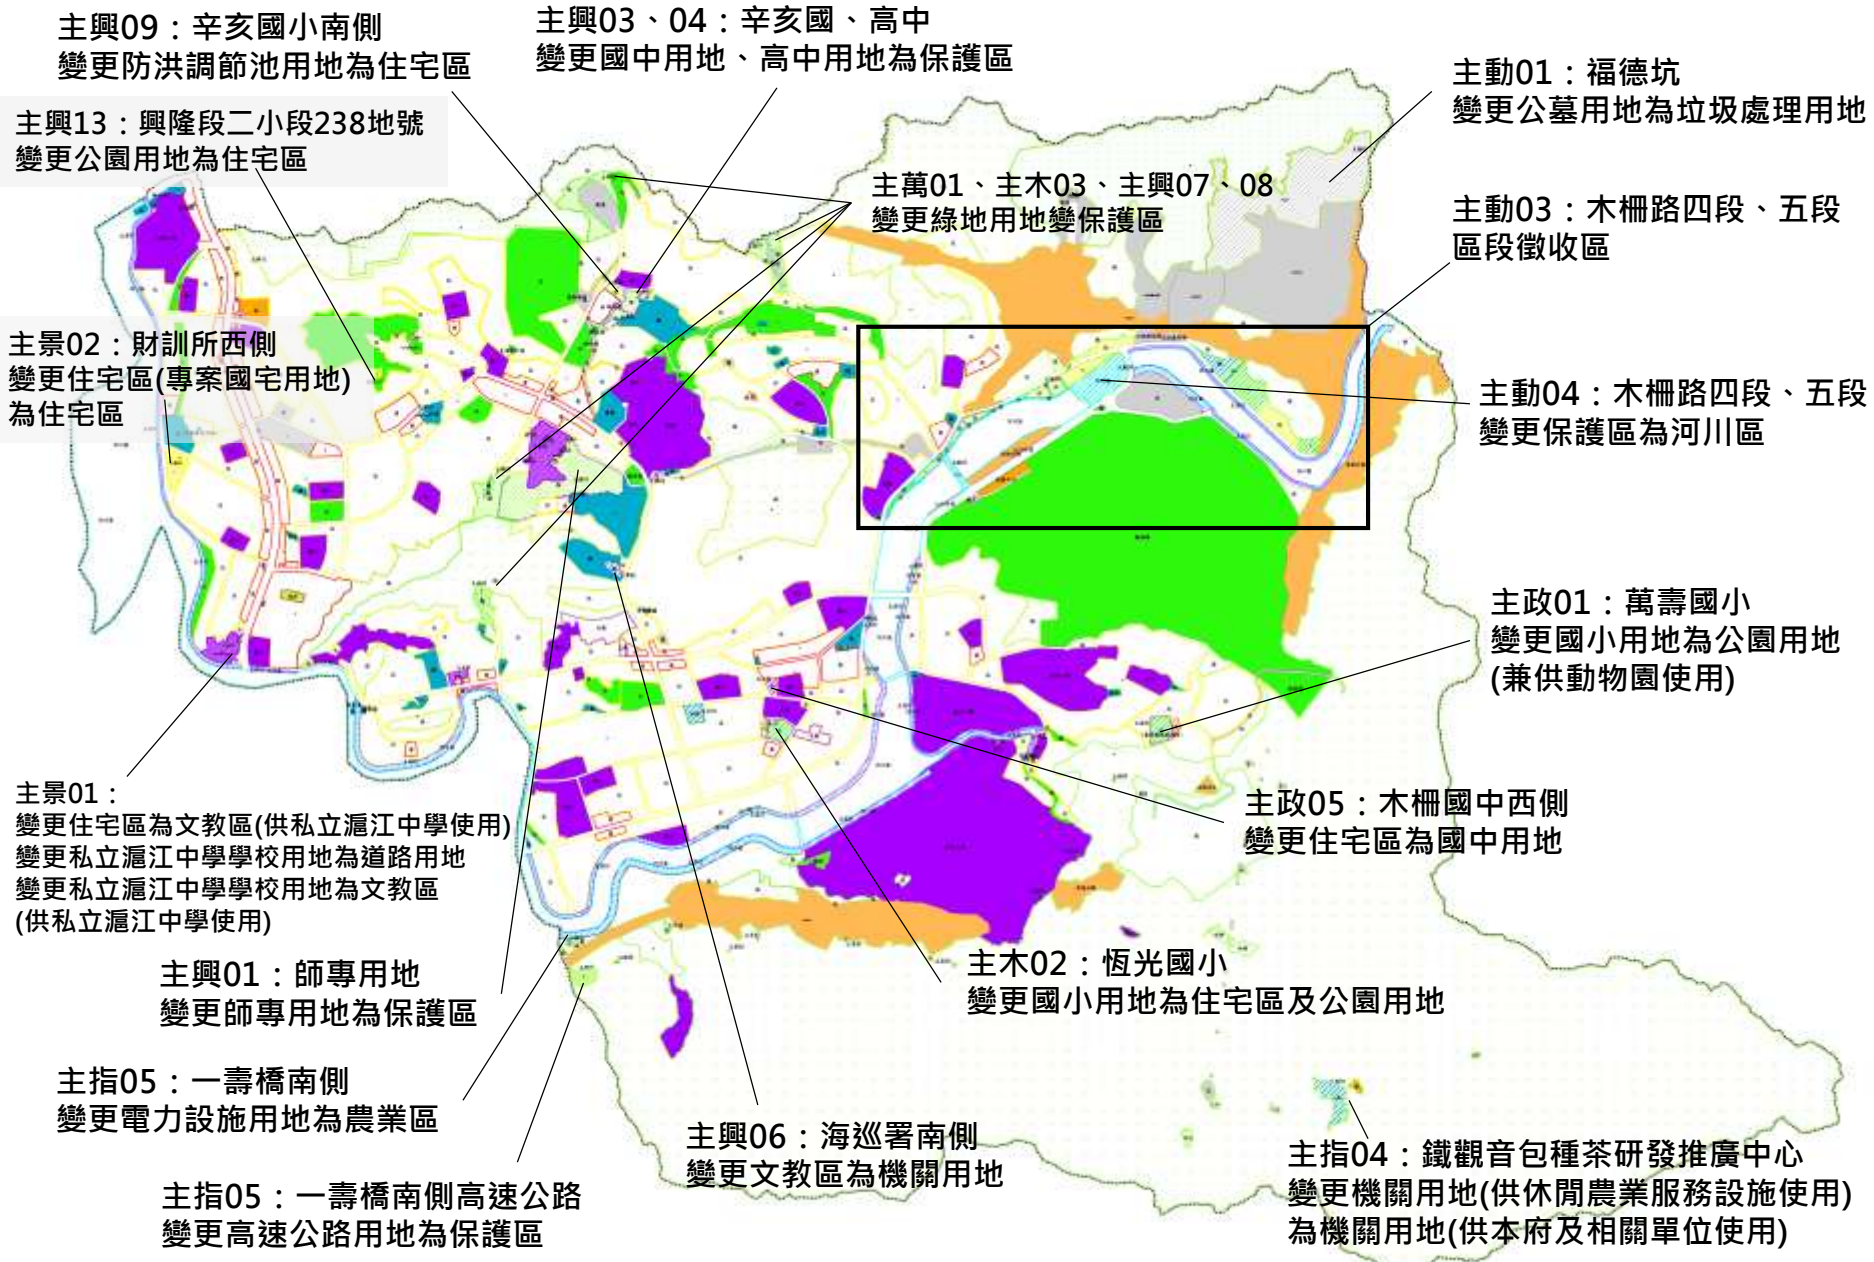 主興09：辛亥國小南側
變更防洪調節池用地為住宅區
主興03、04：辛亥國、高中
變更國中用地、高中用地為保護區
主動01：福德坑
變更公墓用地為垃圾處理用地
主興13：興隆段二小段238地號
變更公園用地為住宅區
主萬01、主木03、主興07、08
變更綠地用地變保護區
主動03：木柵路四段、五段
區段徵收區
主景02：財訓所西側
變更住宅區(專案國宅用地)
為住宅區
主動04：木柵路四段、五段
變更保護區為河川區
主政01：萬壽國小
變更國小用地為公園用地
(兼供動物園使用)
主景01：
變更住宅區為文教區(供私立滬江中學使用)
變更私立滬江中學學校用地為道路用地
變更私立滬江中學學校用地為文教區
(供私立滬江中學使用)
主政05：木柵國中西側
變更住宅區為國中用地
主興01：師專用地
變更師專用地為保護區
主木02：恆光國小
變更國小用地為住宅區及公園用地
主指05：一壽橋南側
變更電力設施用地為農業區
主興06：海巡署南側
變更文教區為機關用地
主指04：鐵觀音包種茶研發推廣中心
變更機關用地(供休閒農業服務設施使用)
為機關用地(供本府及相關單位使用)
主指05：一壽橋南側高速公路
變更高速公路用地為保護區